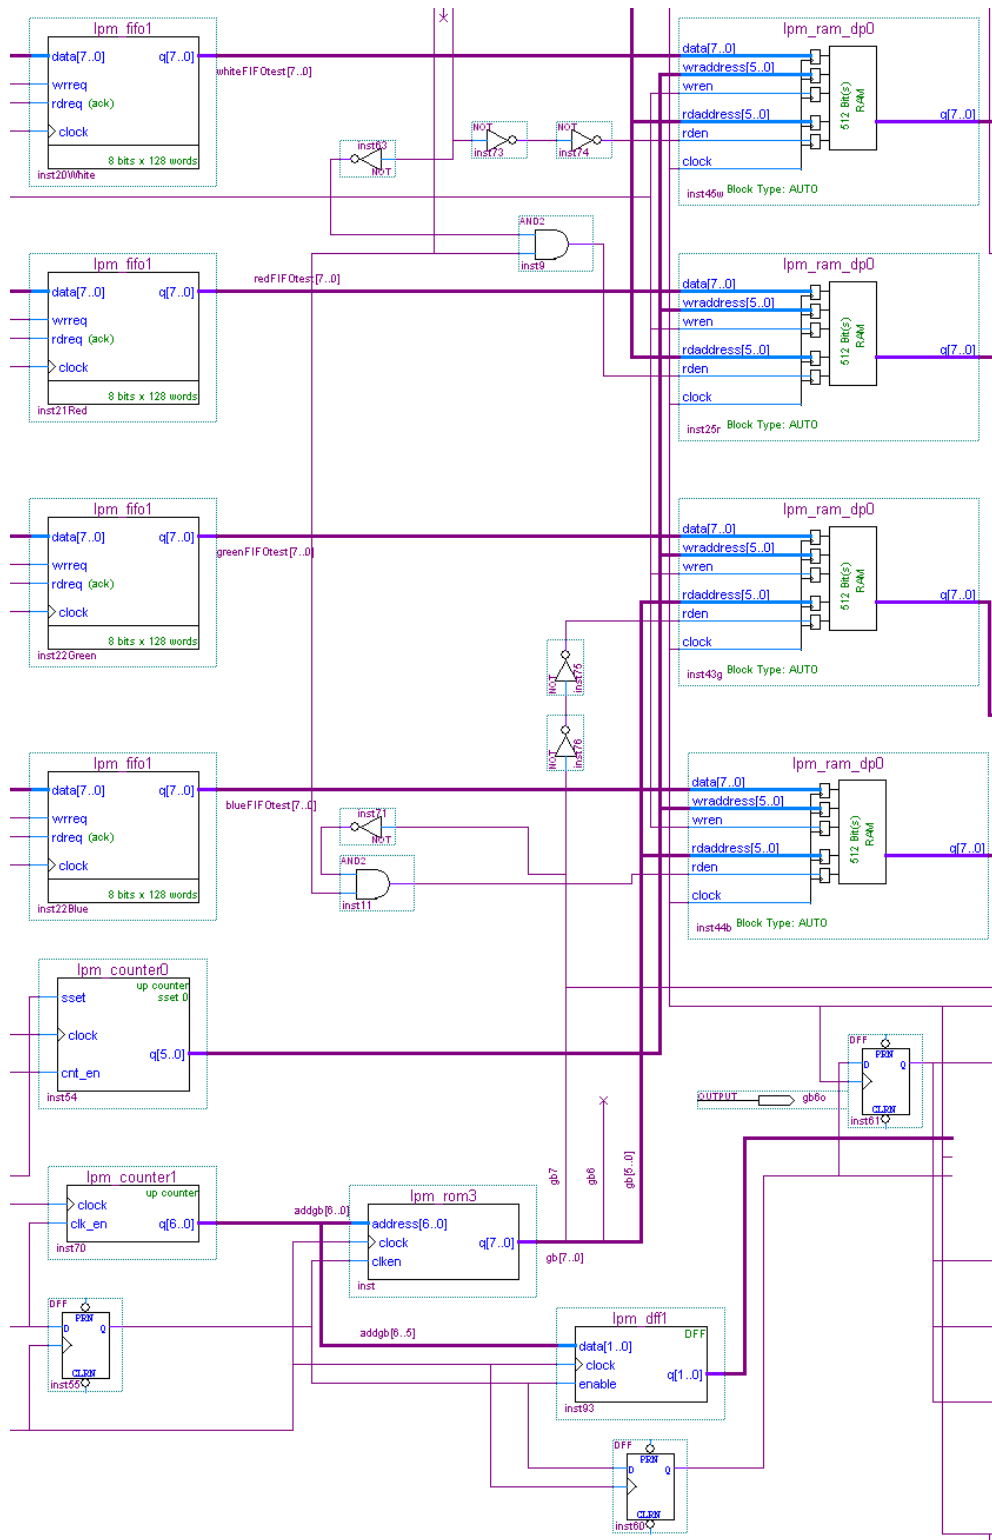 lpm_fifo1
data[7..0] q[7..0]
wrreq
rdreq (ack)
clock
8 bits x 128 words
inst20White
whiteFIFOtest[7..0]
inst63
NOT
NOT
inst73
NOT
inst74
lpm_ram_dp0
data[7..0]
wraddress[5..0]
wren
rdaddress[5..0]
rden
clock
512 Bit(s)
RAM
q[7..0]
inst45w
Block Type: AUTO
AND2
inst9
lpm_fifo1
data[7..0] q[7..0]
wrreq
rdreq (ack)
clock
8 bits x 128 words
inst21Red
redFIFOtest[7..0]
lpm_ram_dp0
data[7..0]
wraddress[5..0]
wren
rdaddress[5..0]
rden
clock
512 Bit(s)
RAM
q[7..0]
inst25r
Block Type: AUTO
lpm_fifo1
data[7..0] q[7..0]
wrreq
rdreq (ack)
clock
8 bits x 128 words
inst22Green
greenFIFOtest[7..0]
lpm_ram_dp0
data[7..0]
wraddress[5..0]
wren
rdaddress[5..0]
rden
clock
512 Bit(s)
RAM
q[7..0]
inst43g
Block Type: AUTO
NOT
inst75
NOT
inst76
lpm_fifo1
data[7..0] q[7..0]
wrreq
rdreq (ack)
clock
8 bits x 128 words
inst22Blue
blueFIFOtest[7..0]
inst71
NOT
AND2
inst11
lpm_ram_dp0
data[7..0]
wraddress[5..0]
wren
rdaddress[5..0]
rden
clock
512 Bit(s)
RAM
q[7..0]
inst44b
Block Type: AUTO
lpm_counter0
up counter
sset 0
sset
clock
q[5..0]
cnt_en
inst54
DFF
PRN
D Q
CLRN
inst61
OUTPUT
gb6o
gb7
gb6
gb[5..0]
lpm_counter1
up counter
clock
clk_en q[6..0]
inst70
addgb[6..0]
lpm_rom3
address[6..0]
clock q[7..0]
clken
inst
gb[7..0]
DFF
PRN
D Q
CLRN
inst55
addgb[6..5]
lpm_dff1
DFF
data[1..0]
clock
q[1..0]
enable
inst93
DFF
PRN
D Q
CLRN
inst60